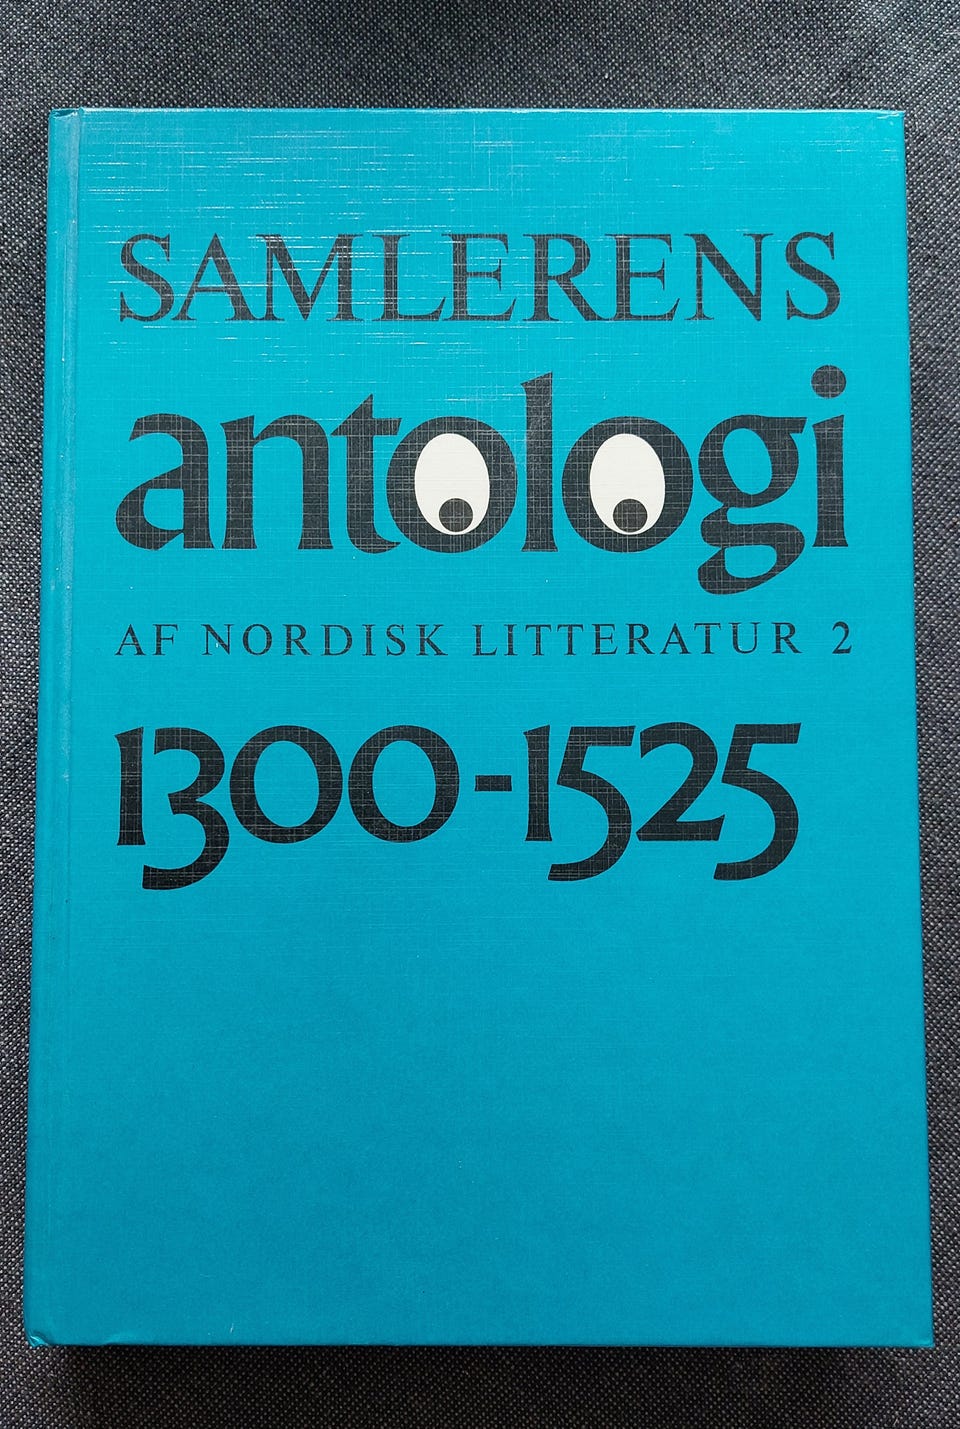 SAMLERENS
antologi
AF NORDISK LITTERATUR 2
1300-1525